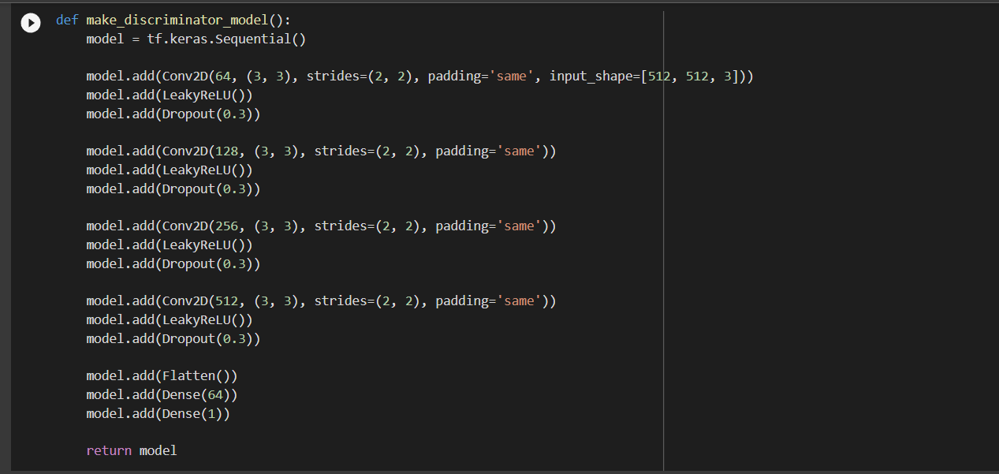 def make_discriminator_model():
    model = tf.keras.Sequential()

    model.add(Conv2D(64, (3, 3), strides=(2, 2), padding='same', input_shape=[512, 512, 3]))
    model.add(LeakyReLU())
    model.add(Dropout(0.3))

    model.add(Conv2D(128, (3, 3), strides=(2, 2), padding='same'))
    model.add(LeakyReLU())
    model.add(Dropout(0.3))

    model.add(Conv2D(256, (3, 3), strides=(2, 2), padding='same'))
    model.add(LeakyReLU())
    model.add(Dropout(0.3))

    model.add(Conv2D(512, (3, 3), strides=(2, 2), padding='same'))
    model.add(LeakyReLU())
    model.add(Dropout(0.3))

    model.add(Flatten())
    model.add(Dense(64))
    model.add(Dense(1))

    return model